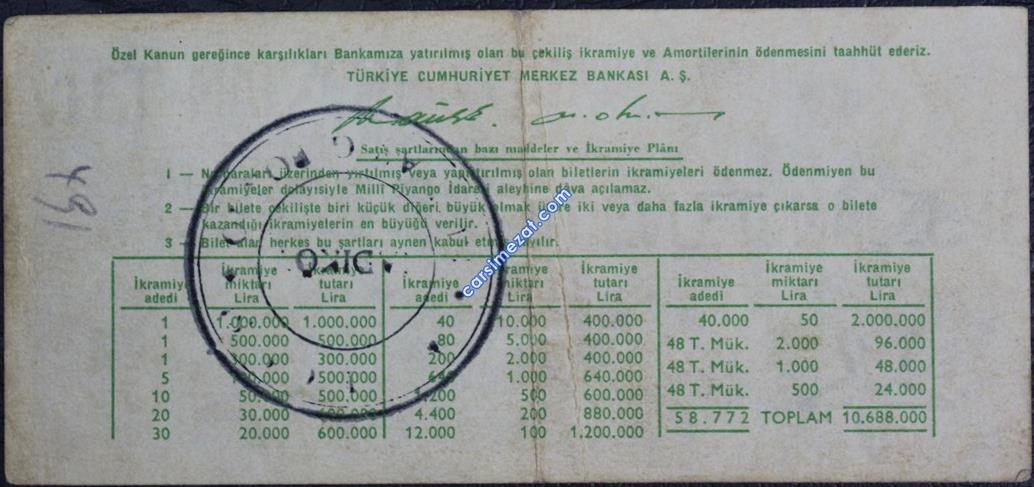 Özel Kanun gereğince karşılıkları Bankamıza yatırılmış olan bu çekiliş ikramiye ve Amortilerinin ödenmesini taahhüt ederiz.
TÜRKİYE CUMHURİYET MERKEZ BANKASI A. Ş.
Satış şartlarından bazı maddeler ve İkramiye Plânı
1 — Numaraları üzerinden yırtılmış veya yapıştırılmış olan biletlerin ikramiyeleri ödenmez. Ödenmiyen bu
ikramiyeler dolayısiyle Milli Piyango İdaresi aleyhine dâva açılamaz.
2 — Bir bilete çekilişte biri küçük diğeri büyük olmak üzere iki veya daha fazla ikramiye çıkarsa o bilete
kazandığı ikramiyelerin en büyüğü verilir.
3 — Bilet alan herkes bu şartları aynen kabul etmiş sayılır.
İkramiye adedi İkramiye miktarı Lira İkramiye tutarı Lira İkramiye adedi İkramiye miktarı Lira İkramiye tutarı Lira İkramiye adedi İkramiye miktarı Lira İkramiye tutarı Lira
1 1.000.000 1.000.000 40 10.000 400.000 40.000 50 2.000.000
1 500.000 500.000 80 5.000 400.000 48 T. Mük. 2.000 96.000
1 300.000 300.000 200 2.000 400.000 48 T. Mük. 1.000 48.000
5 100.000 500.000 640 1.000 640.000 48 T. Mük. 500 24.000
10 50.000 500.000 1.200 500 600.000
20 30.000 600.000 4.400 200 880.000 58.772 TOPLAM 10.688.000
30 20.000 600.000 12.000 100 1.200.000
carsimezat.com